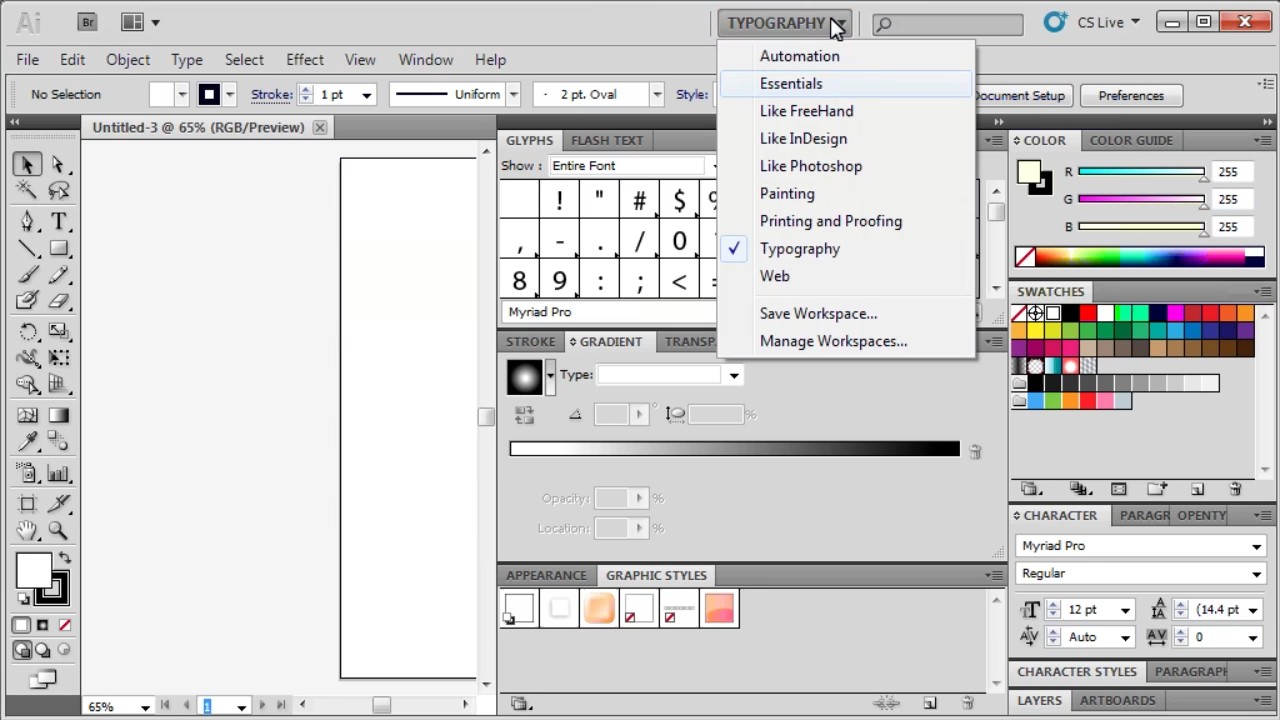 Ai Br TYPOGRAPHY CS Live
File Edit Object Type Select Effect View Window Help
No Selection Stroke: 1 pt Uniform 2 pt. Oval Style: Document Setup Preferences
Untitled-3 @ 65% (RGB/Preview)
Automation
Essentials
Like FreeHand
Like InDesign
Like Photoshop
Painting
Printing and Proofing
Typography
Web
Save Workspace...
Manage Workspaces...
GLYPHS FLASH TEXT
Show : Entire Font
! " # $ %
, - . / 0
8 9 : ; < =
Myriad Pro
STROKE GRADIENT TRANSP
Type:
° %
Opacity: %
Location: %
APPEARANCE GRAPHIC STYLES
COLOR COLOR GUIDE
R 255
G 255
B 255
SWATCHES
CHARACTER PARAGR OPENTY
Myriad Pro
Regular
12 pt (14.4 pt
Auto 0
CHARACTER STYLES PARAGRAPH
LAYERS ARTBOARDS
65% 1